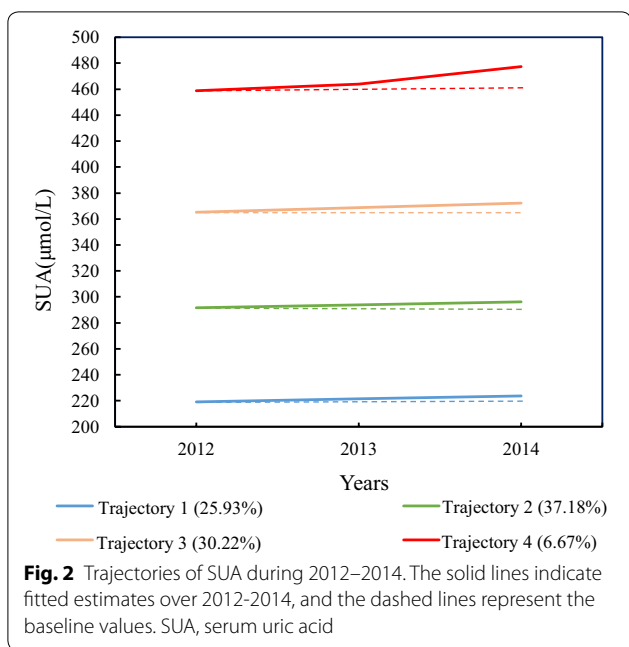 500
480
460
440
420
400
380
360
340
320
300
280
260
240
220
200
SUA(μmol/L)
2012 2013 2014
Years
Trajectory 1 (25.93%) Trajectory 2 (37.18%)
Trajectory 3 (30.22%) Trajectory 4 (6.67%)
Fig. 2 Trajectories of SUA during 2012–2014. The solid lines indicate
fitted estimates over 2012-2014, and the dashed lines represent the
baseline values. SUA, serum uric acid